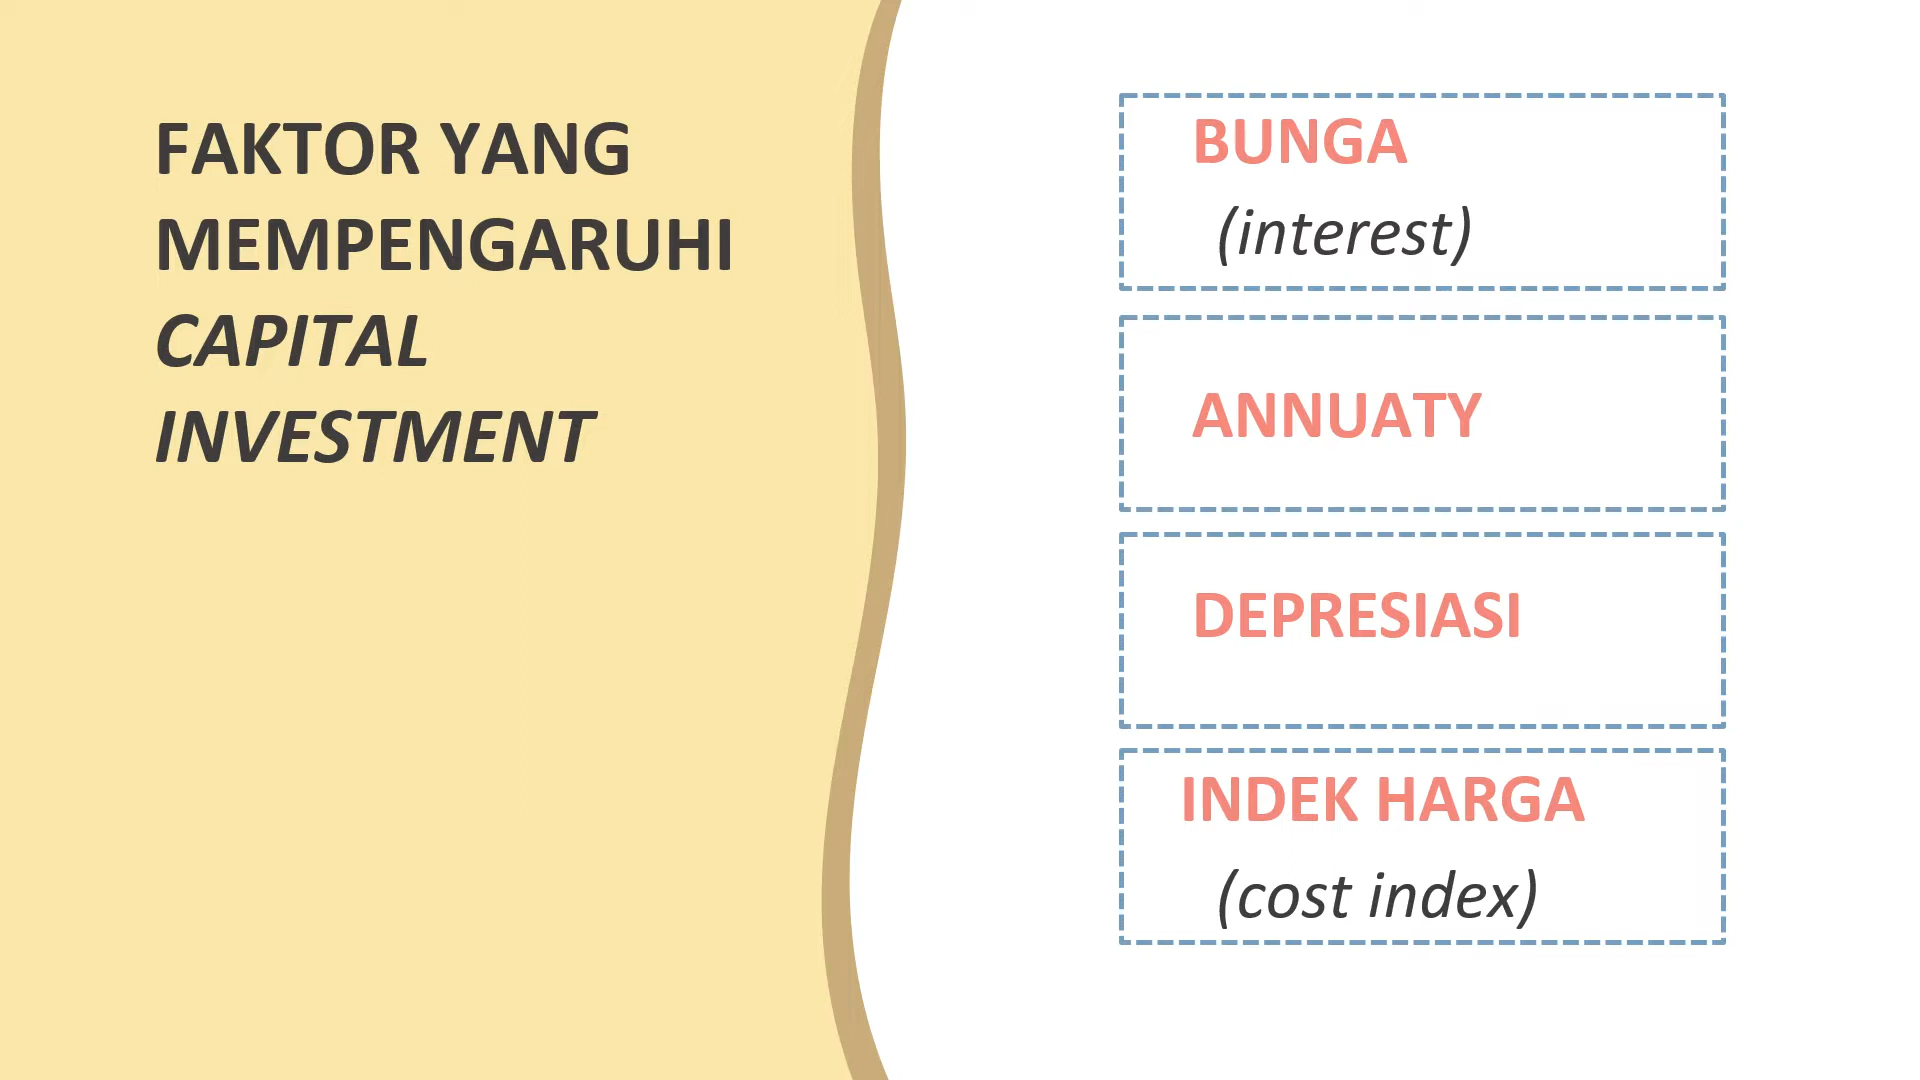 FAKTOR YANG
MEMPENGARUHI
CAPITAL
INVESTMENT
BUNGA
(interest)
ANNUATY
DEPRESIASI
INDEK HARGA
(cost index)